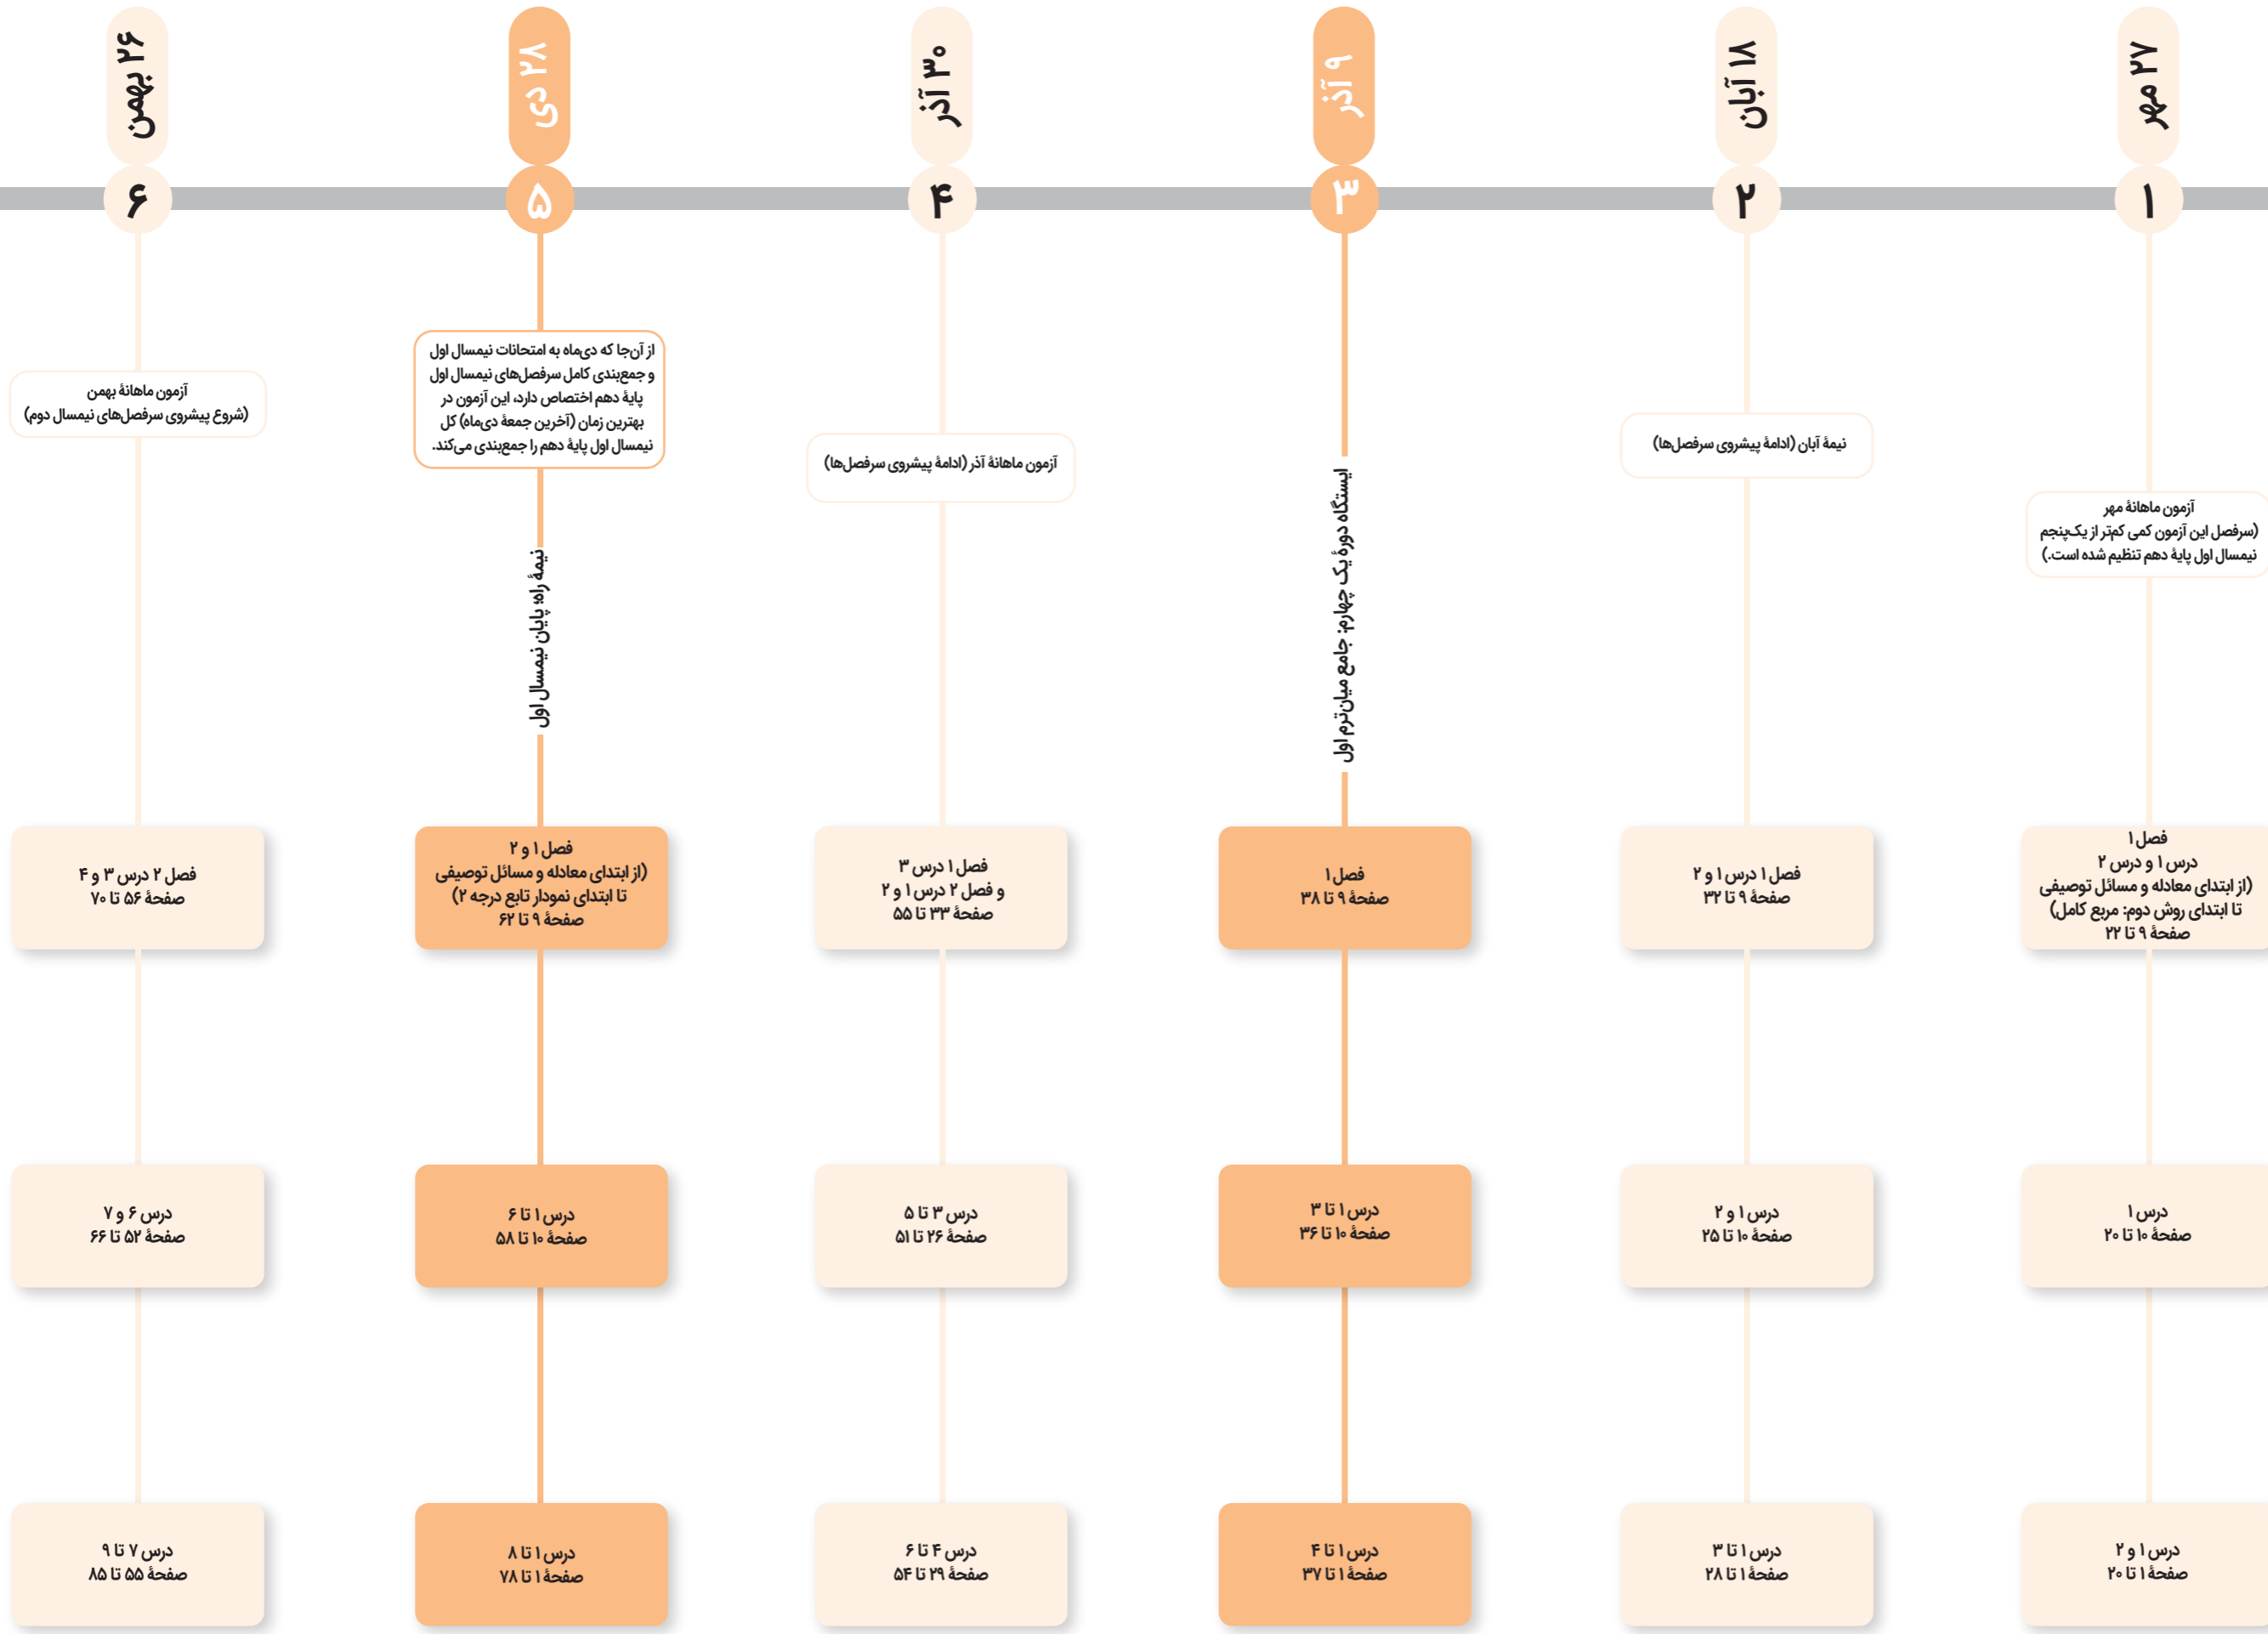 ۲۷ مهر
۱۸ آبان
۹ آذر
۳۰ آذر
۲۸ دی
۲۶ بهمن
۱
۲
۳
۴
۵
۶
آزمون ماهانهٔ مهر
(سرفصل این آزمون کمی کم‌تر از یک‌پنجم
نیمسال اول پایهٔ دهم تنظیم شده است.)
نیمهٔ آبان (ادامهٔ پیشروی سرفصل‌ها)
ایستگاه دورهٔ یک چهارم: جامع میان‌ترم اول
آزمون ماهانهٔ آذر (ادامهٔ پیشروی سرفصل‌ها)
از آن‌جا که دی‌ماه به امتحانات نیمسال اول
و جمع‌بندی کامل سرفصل‌های نیمسال اول
پایهٔ دهم اختصاص دارد، این آزمون در
بهترین زمان (آخرین جمعهٔ دی‌ماه) کل
نیمسال اول پایهٔ دهم را جمع‌بندی می‌کند.
نیمهٔ راه: پایان نیمسال اول
آزمون ماهانهٔ بهمن
(شروع پیشروی سرفصل‌های نیمسال دوم)
فصل ۱
درس ۱ و درس ۲
(از ابتدای معادله و مسائل توصیفی
تا ابتدای روش دوم: مربع کامل)
صفحهٔ ۹ تا ۲۲
فصل ۱ درس ۱ و ۲
صفحهٔ ۹ تا ۳۲
فصل ۱
صفحهٔ ۹ تا ۳۸
فصل ۱ درس ۳
و فصل ۲ درس ۱ و ۲
صفحهٔ ۳۳ تا ۵۵
فصل ۱ و ۲
(از ابتدای معادله و مسائل توصیفی
تا ابتدای نمودار تابع درجه ۲)
صفحهٔ ۹ تا ۶۲
فصل ۲ درس ۳ و ۴
صفحهٔ ۵۶ تا ۷۰
درس ۱
صفحهٔ ۱۰ تا ۲۰
درس ۱ و ۲
صفحهٔ ۱۰ تا ۲۵
درس ۱ تا ۳
صفحهٔ ۱۰ تا ۳۶
درس ۳ تا ۵
صفحهٔ ۲۶ تا ۵۱
درس ۱ تا ۶
صفحهٔ ۱۰ تا ۵۸
درس ۶ و ۷
صفحهٔ ۵۲ تا ۶۶
درس ۱ و ۲
صفحهٔ ۱ تا ۲۰
درس ۱ تا ۳
صفحهٔ ۱ تا ۲۸
درس ۱ تا ۴
صفحهٔ ۱ تا ۳۷
درس ۴ تا ۶
صفحهٔ ۲۹ تا ۵۴
درس ۱ تا ۸
صفحهٔ ۱ تا ۷۸
درس ۷ تا ۹
صفحهٔ ۵۵ تا ۸۵